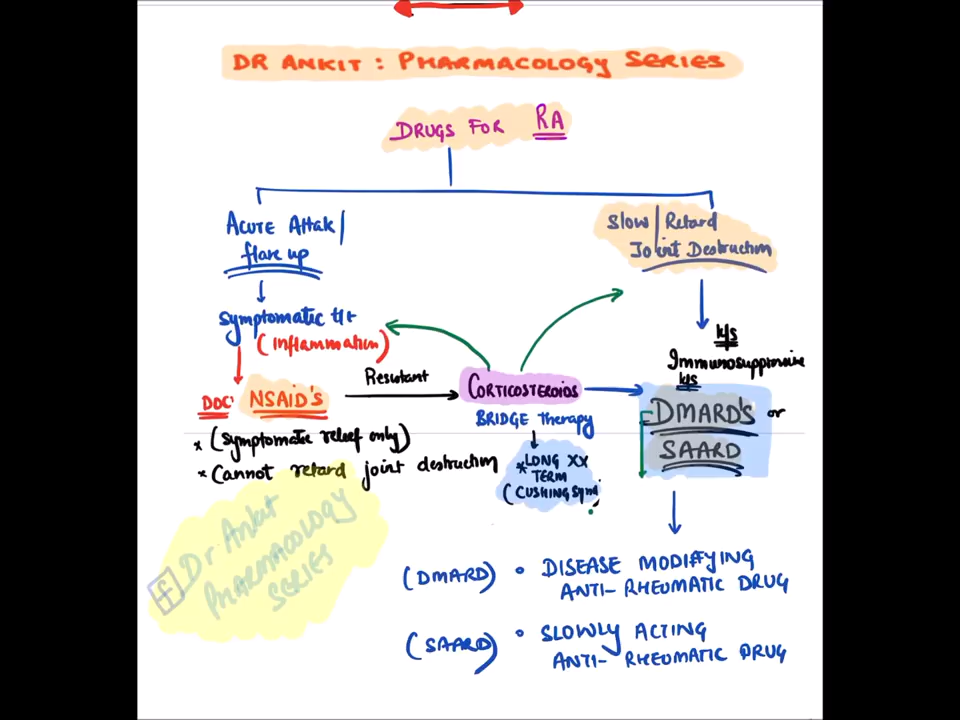 DR ANKIT : PHARMACOLOGY SERIES
DRUGS FOR RA
ACUTE Attak/
flare up
Slow/Retard
Joint Destruction
Symptomatic t/t
(Inflammation)
k/s
Immunosuppressive
k/s
DOC' NSAID's
Resistant
CORTICOSTEROIDS
DMARD's or
SAARD
BRIDGE Therapy
* (Symptomatic relief only)
* Cannot retard joint destruction
* LONG XX
TERM
(CUSHING Syn)
f Dr Ankit
PHARMACOLOGY
SERIES
(DMARD) • DISEASE MODIFYING
ANTI- RHEUMATIC DRUG
(SAARD) • SLOWLY ACTING
ANTI- RHEUMATIC DRUG